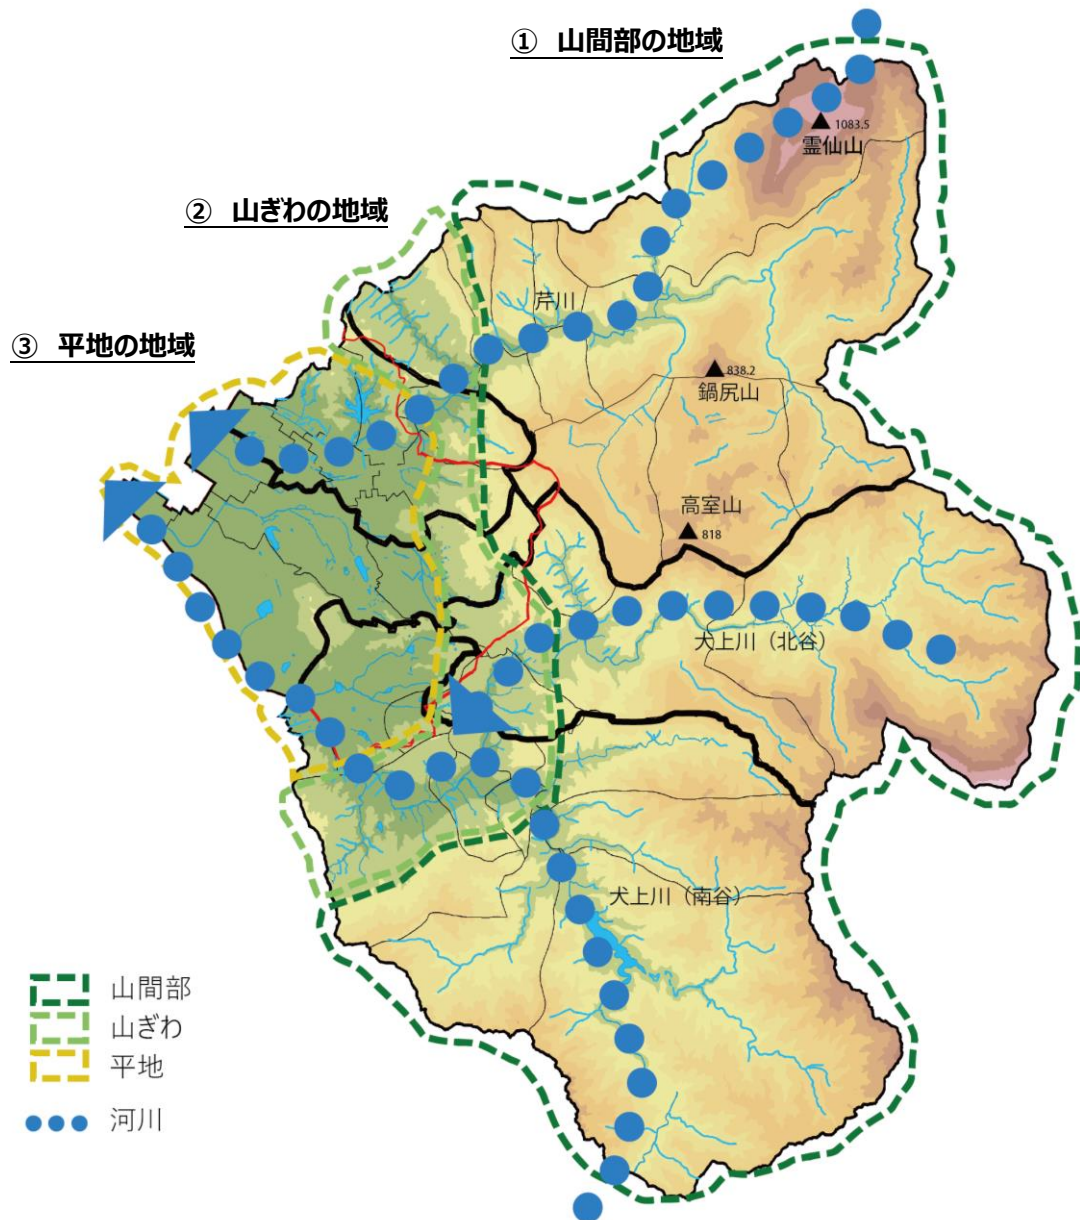 ① 山間部の地域
1083.5
霊仙山
② 山ぎわの地域
芹川
③ 平地の地域
838.2
鍋尻山
高室山
818
犬上川（北谷）
犬上川（南谷）
山間部
山ぎわ
平地
河川